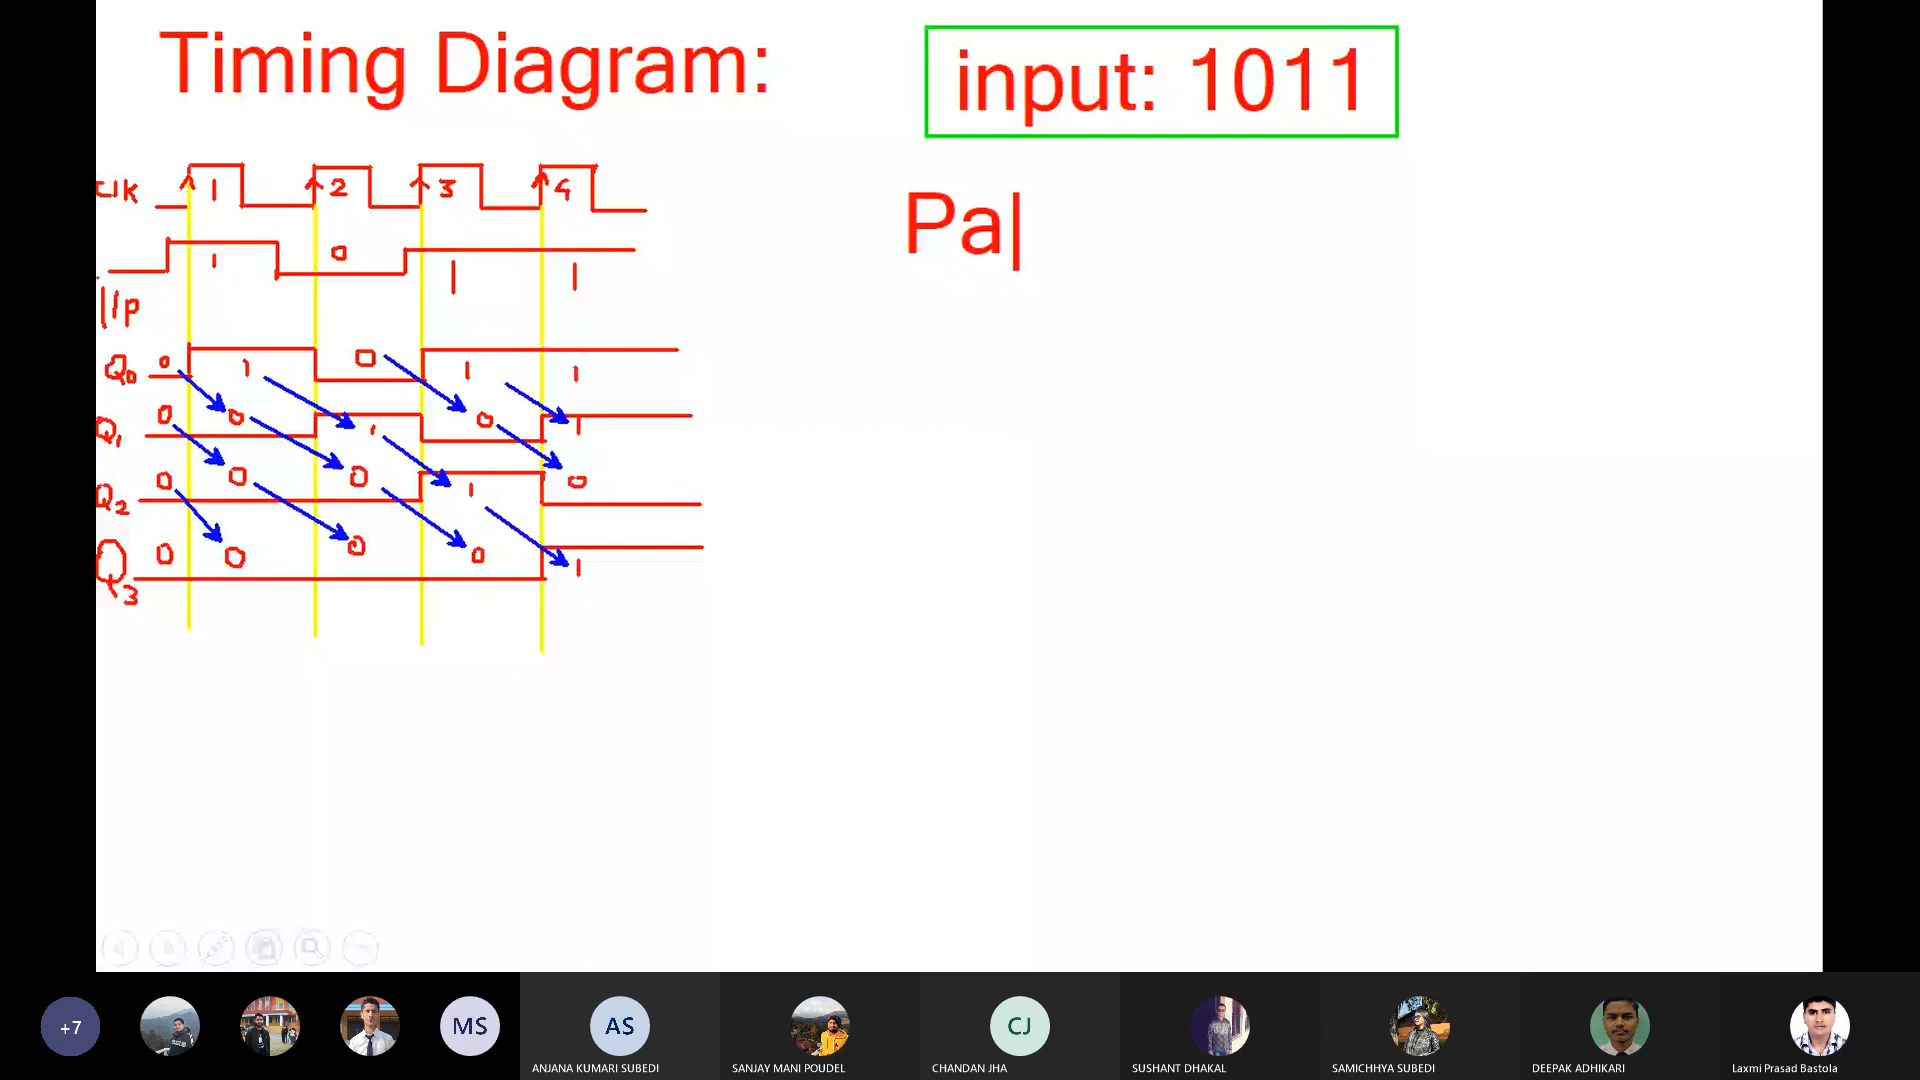 Timing Diagram:
input: 1011
Pa
Clk 1 2 3 4
1 0 1 1
I/p
Q0 0 1 0 1 1
Q1 0 0 1 0 1
Q2 0 0 0 1 0
Q3 0 0 0 0 1
+7
MS
AS
CJ
ANJANA KUMARI SUBEDI
SANJAY MANI POUDEL
CHANDAN JHA
SUSHANT DHAKAL
SAMICHHYA SUBEDI
DEEPAK ADHIKARI
Laxmi Prasad Bastola